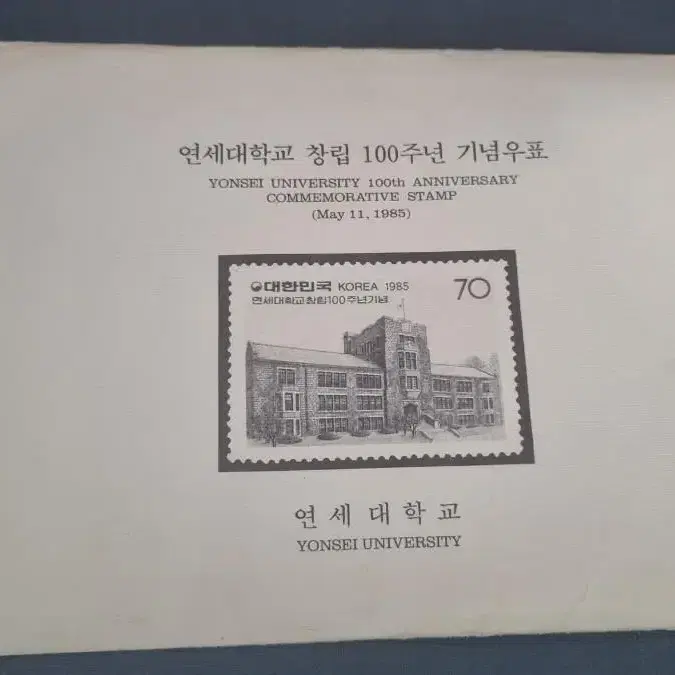 연세대학교 창립 100주년 기념우표
YONSEI UNIVERSITY 100th ANNIVERSARY
COMMEMORATIVE STAMP
(May 11, 1985)
대한민국 KOREA 1985
70
연세대학교창립100주년기념
연세대학교
YONSEI UNIVERSITY